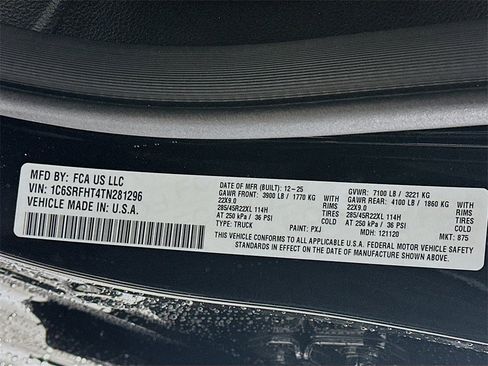 MFD BY: FCA US LLC
VIN: 1C6SRFHT4TN281296
VEHICLE MADE IN: U.S.A.
DATE OF MFR (BUILT): 12-25 GVWR: 7100 LB / 3221 KG
GAWR FRONT: 3900 LB / 1770 KG WITH GAWR REAR: 4100 LB / 1860 KG WITH
22X9.0 RIMS 22X9.0 RIMS
285/45R22XL 114H TIRES 285/45R22XL 114H TIRES
AT 250 kPa / 36 PSI COLD AT 250 kPa / 36 PSI COLD
TYPE: TRUCK PAINT: PXJ MDH: 121120 MKT: 875
THIS VEHICLE CONFORMS TO ALL APPLICABLE U.S.A. FEDERAL MOTOR VEHICLE SAFETY
STANDARDS IN EFFECT ON THE DATE OF MANUFACTURE SHOWN ABOVE.